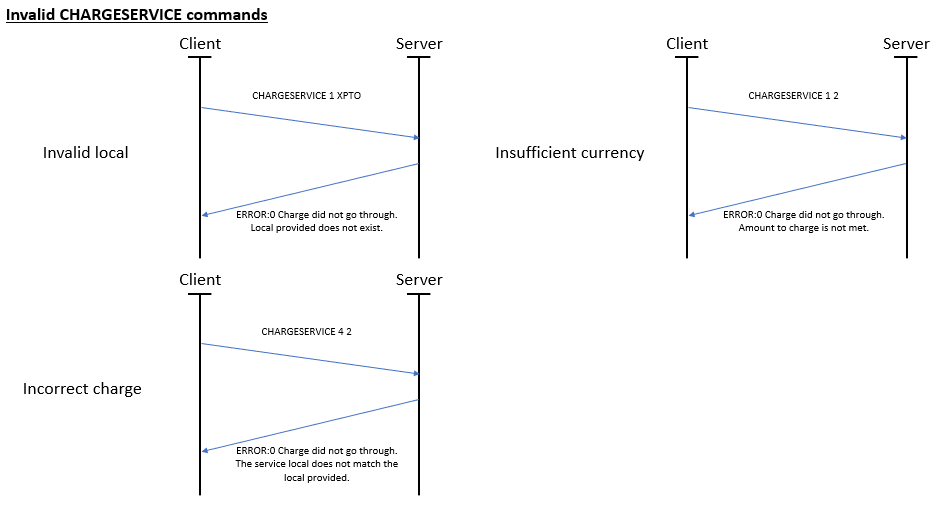 Invalid CHARGESERVICE commands
Client
Server
CHARGESERVICE 1 XPTO
Invalid local
ERROR:0 Charge did not go through.
Local provided does not exist.
Client
Server
CHARGESERVICE 1 2
Insufficient currency
ERROR:0 Charge did not go through.
Amount to charge is not met.
Client
Server
CHARGESERVICE 4 2
Incorrect charge
ERROR:0 Charge did not go through.
The service local does not match the
local provided.